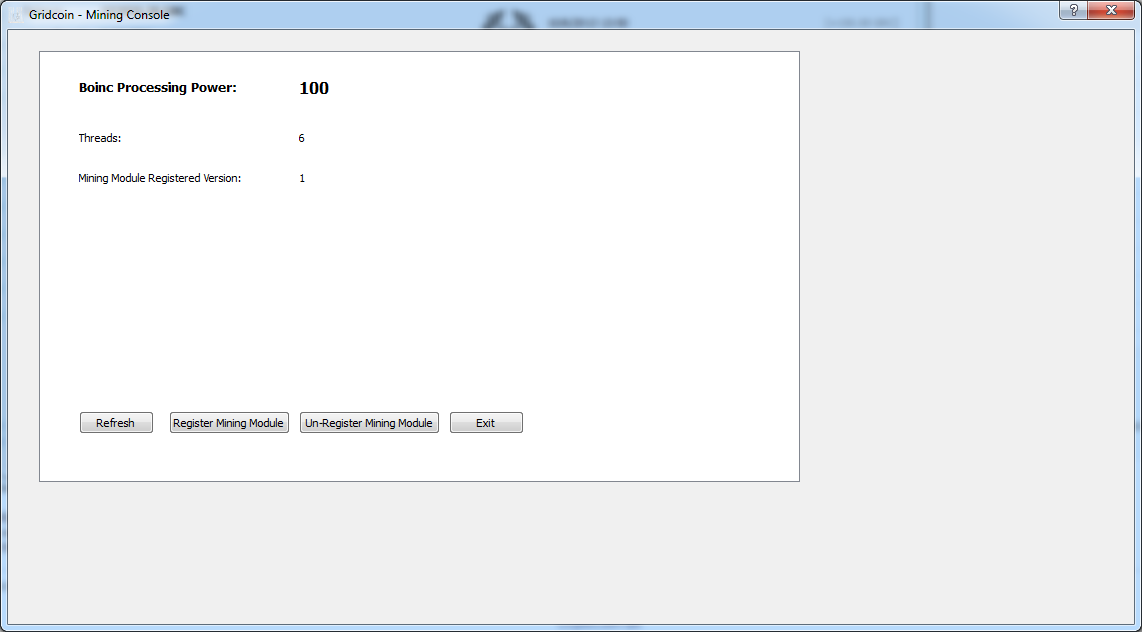 Gridcoin - Mining Console
?
Boinc Processing Power: 100
Threads: 6
Mining Module Registered Version: 1
Refresh Register Mining Module Un-Register Mining Module Exit